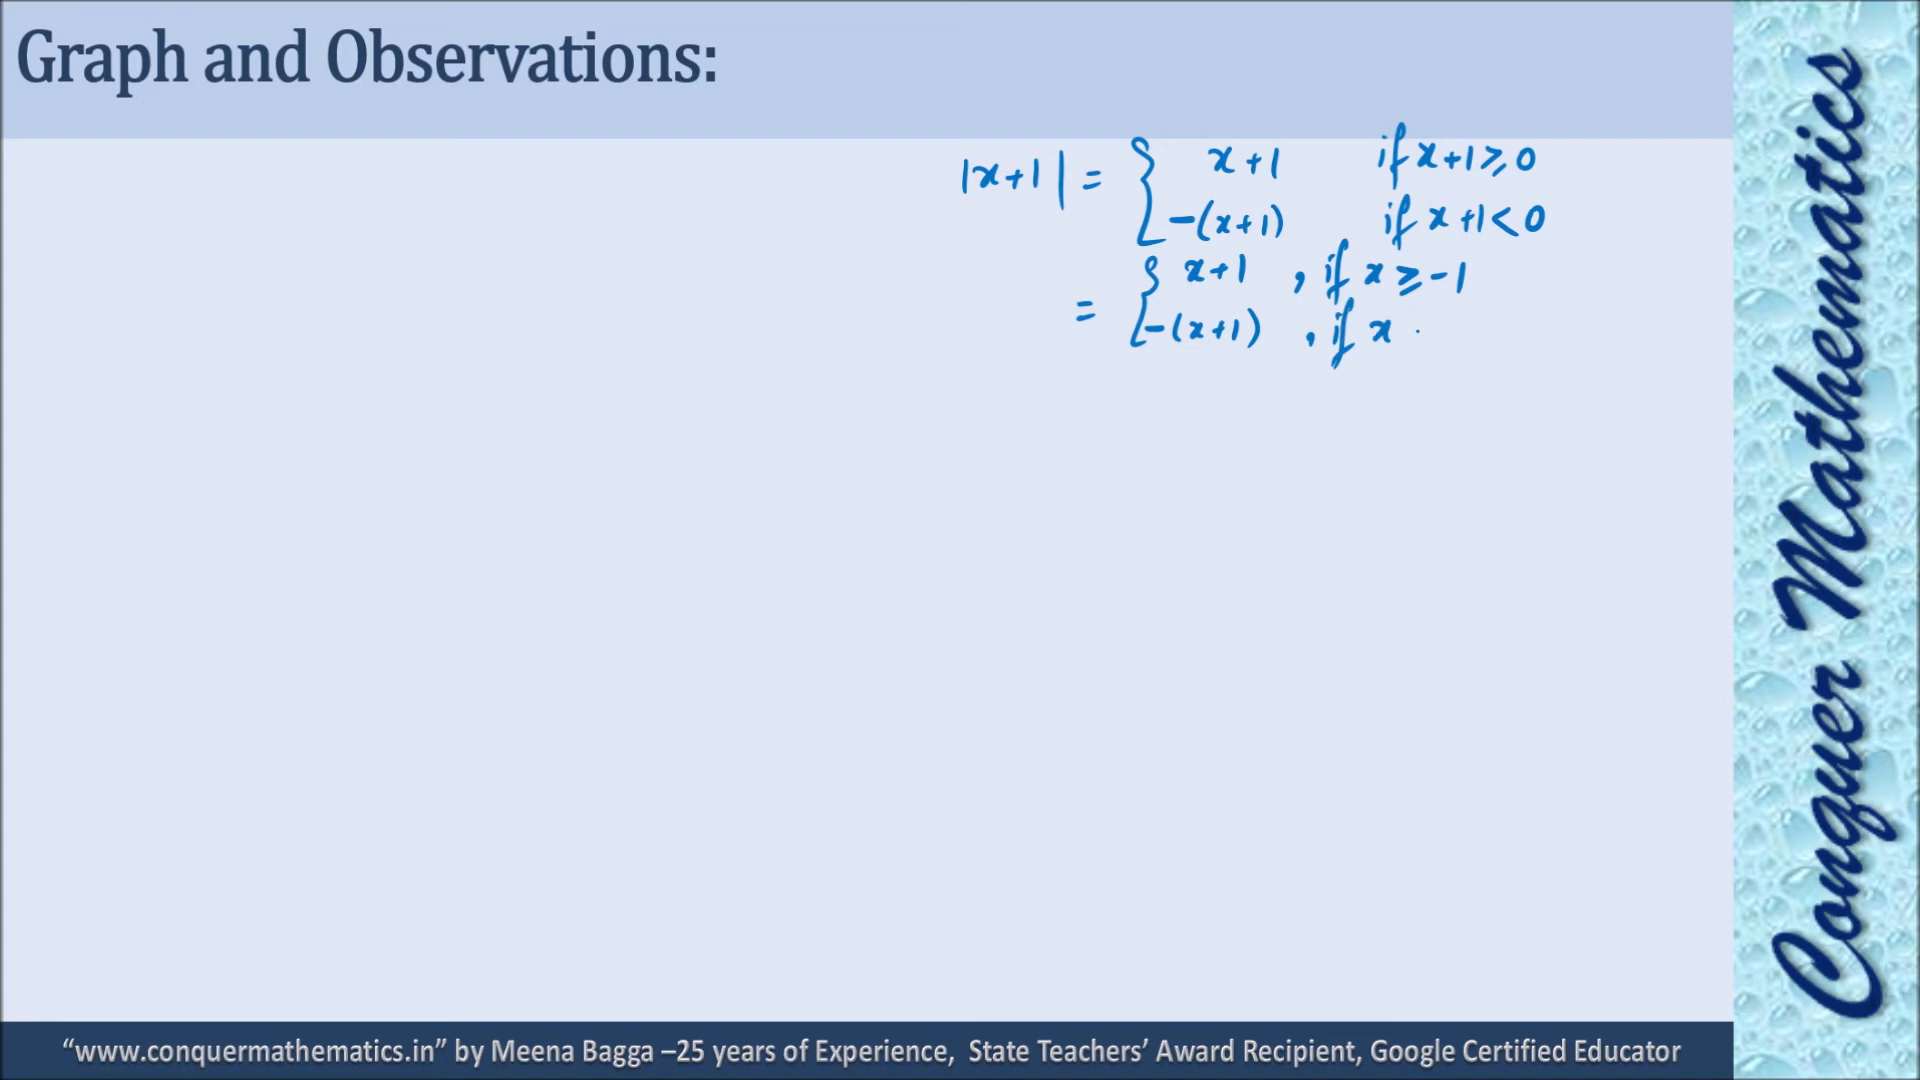 Graph and Observations:
|x+1| = { x+1 if x+1 ≥ 0
-(x+1) if x+1 < 0
= { x+1 , if x ≥ -1
-(x+1) , if x
Conquer Mathematics
“www.conquermathematics.in” by Meena Bagga –25 years of Experience, State Teachers’ Award Recipient, Google Certified Educator